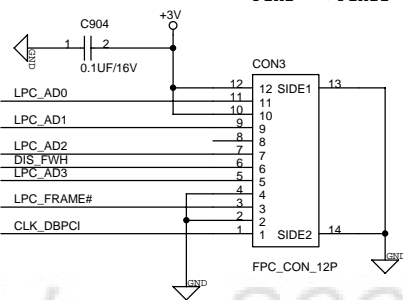 C904
+3V
1 2
GND
0.1UF/16V
CON3
12 12 SIDE1 13
LPC_AD0 11 11
10 10
LPC_AD1 9 9
8 8
LPC_AD2 7 7
DIS_FWH 6 6
LPC_AD3 5 5
4 4
LPC_FRAME# 3 3
2 2
CLK_DBPCI 1 1 SIDE2 14
GND
GND
FPC_CON_12P